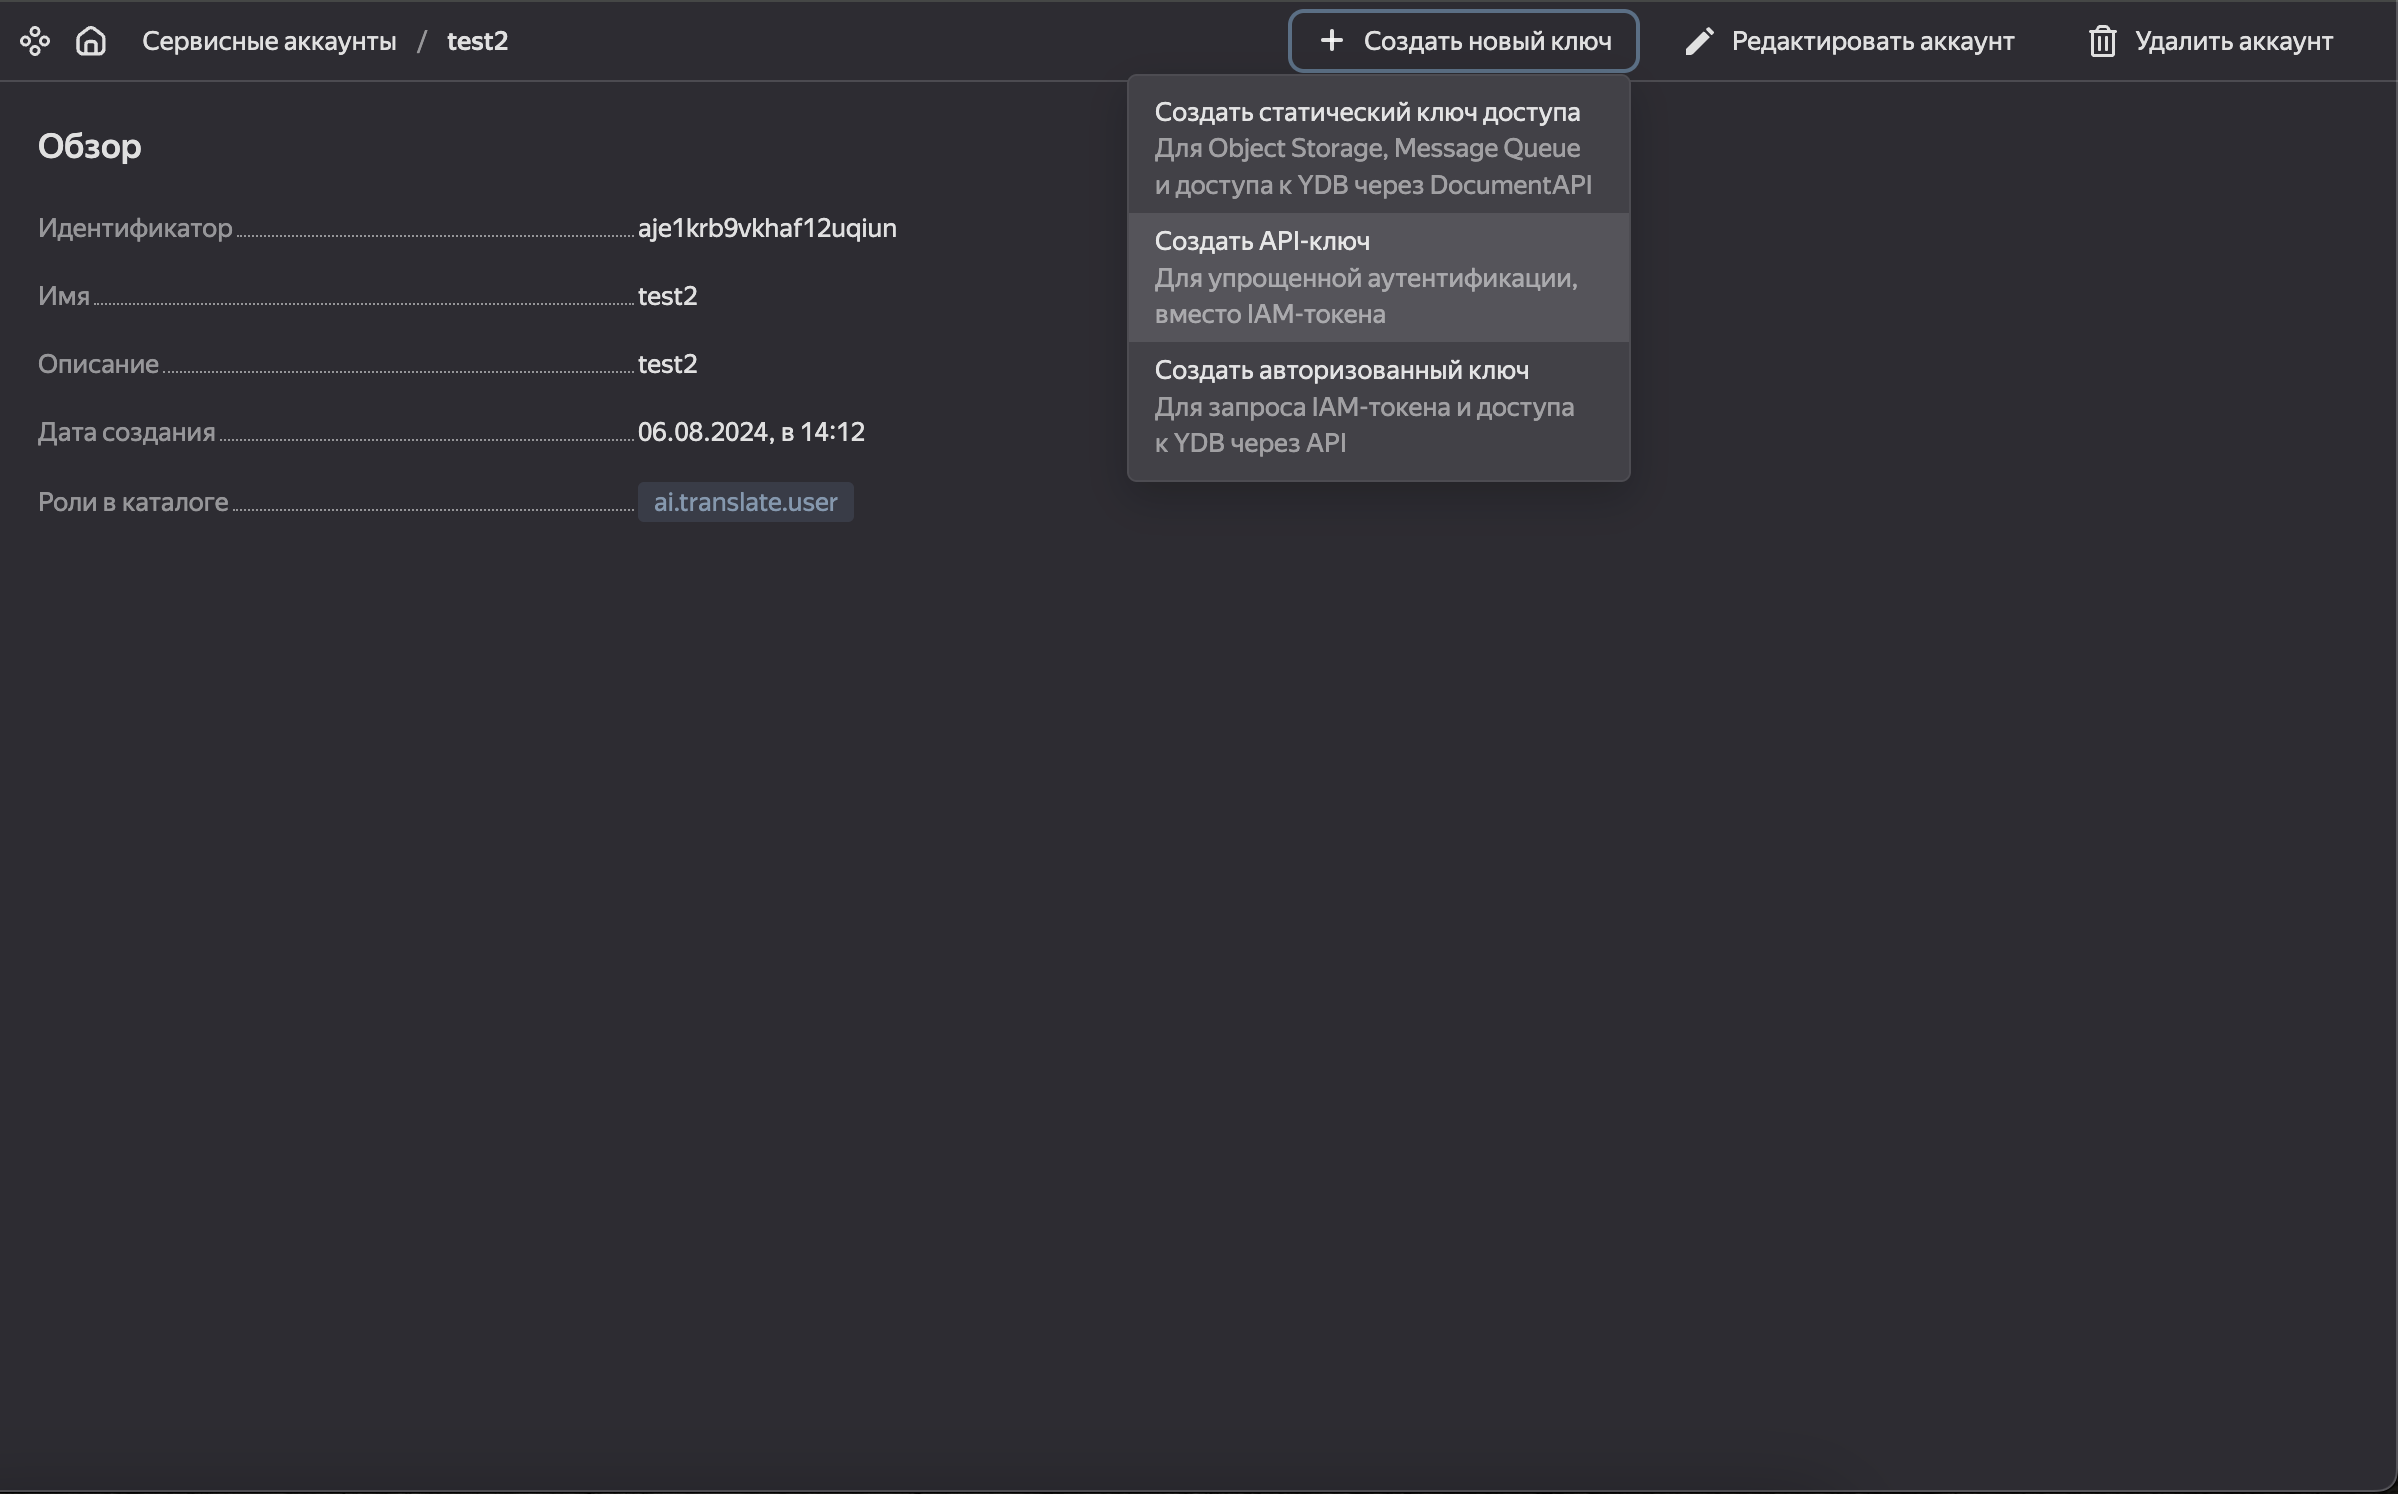 Сервисные аккаунты / test2
Создать новый ключ
Редактировать аккаунт
Удалить аккаунт
Создать статический ключ доступа
Для Object Storage, Message Queue
и доступа к YDB через DocumentAPI
Создать API-ключ
Для упрощенной аутентификации,
вместо IAM-токена
Создать авторизованный ключ
Для запроса IAM-токена и доступа
к YDB через API
Обзор
Идентификатор aje1krb9vkhaf12uqiun
Имя test2
Описание test2
Дата создания 06.08.2024, в 14:12
Роли в каталоге ai.translate.user